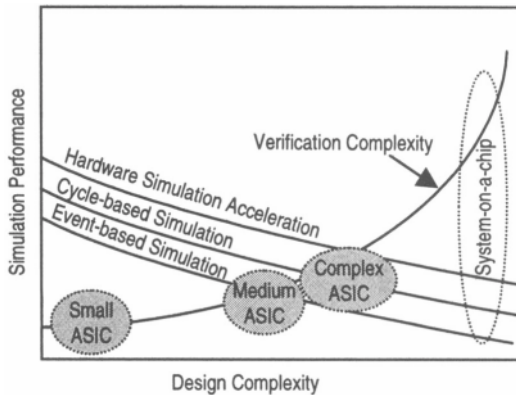 Simulation Performance
Verification Complexity
Hardware Simulation Acceleration
Cycle-based Simulation
Event-based Simulation
System-on-a-chip
Complex
ASIC
Medium
ASIC
Small
ASIC
Design Complexity